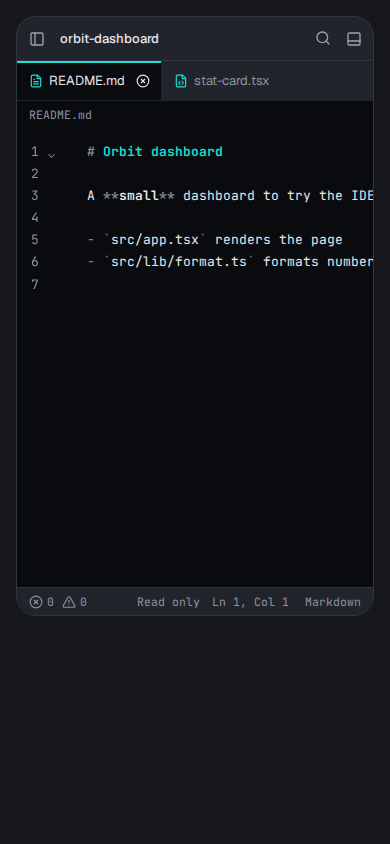 orbit-dashboard
README.md
stat-card.tsx
README.md
1 # Orbit dashboard
2
3 A **small** dashboard to try the IDE
4
5 - `src/app.tsx` renders the page
6 - `src/lib/format.ts` formats number
7
0 0 Read only Ln 1, Col 1 Markdown